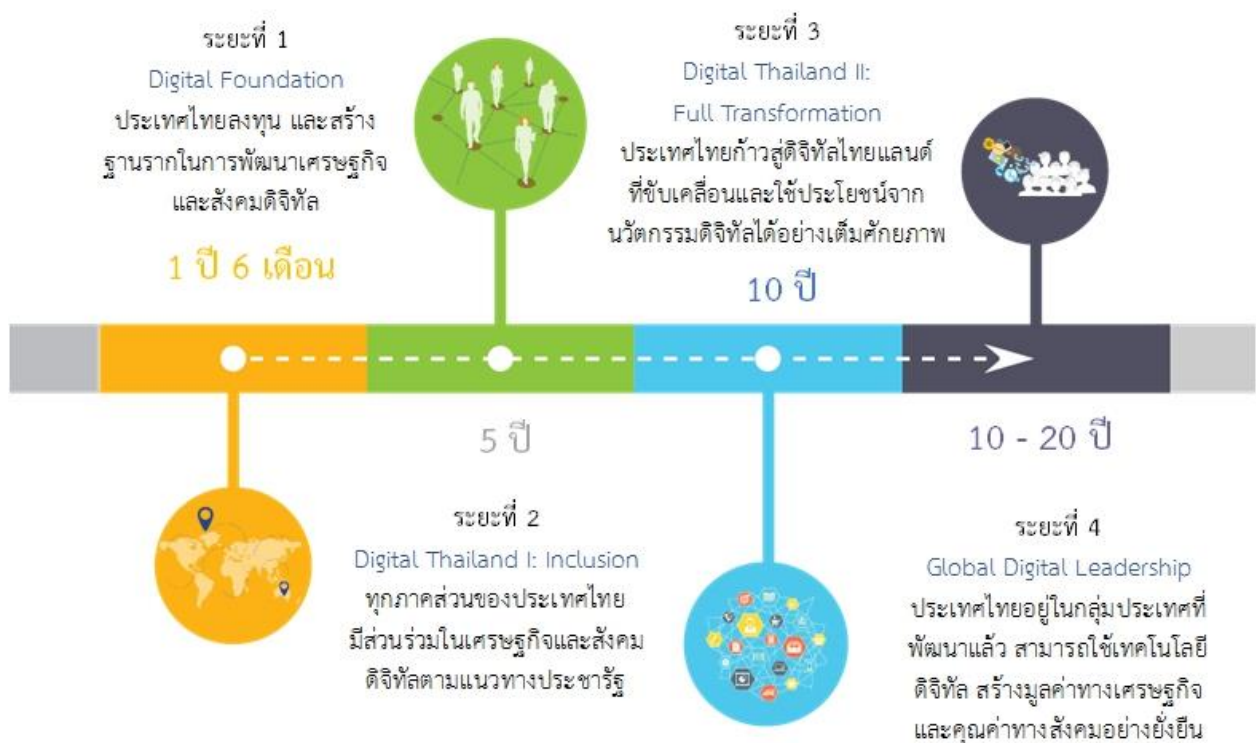 ระยะที่ 1
Digital Foundation
ประเทศไทยลงทุน และสร้าง
ฐานรากในการพัฒนาเศรษฐกิจ
และสังคมดิจิทัล
1 ปี 6 เดือน
5 ปี
ระยะที่ 2
Digital Thailand I: Inclusion
ทุกภาคส่วนของประเทศไทย
มีส่วนร่วมในเศรษฐกิจและสังคม
ดิจิทัลตามแนวทางประชารัฐ
ระยะที่ 3
Digital Thailand II:
Full Transformation
ประเทศไทยก้าวสู่ดิจิทัลไทยแลนด์
ที่ขับเคลื่อนและใช้ประโยชน์จาก
นวัตกรรมดิจิทัลได้อย่างเต็มศักยภาพ
10 ปี
10 - 20 ปี
ระยะที่ 4
Global Digital Leadership
ประเทศไทยอยู่ในกลุ่มประเทศที่
พัฒนาแล้ว สามารถใช้เทคโนโลยี
ดิจิทัล สร้างมูลค่าทางเศรษฐกิจ
และคุณค่าทางสังคมอย่างยั่งยืน